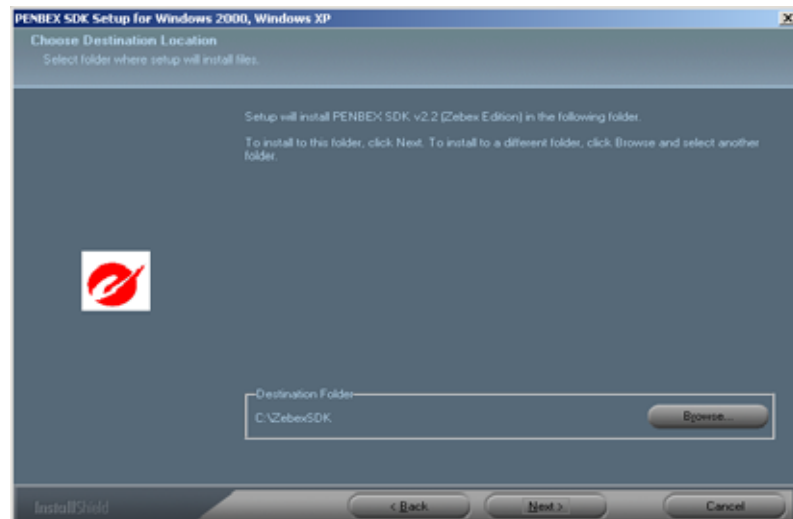 PENBEX SDK Setup for Windows 2000, Windows XP
Choose Destination Location
Select folder where setup will install files.
Setup will install PENBEX SDK v2.2 (Zebex Edition) in the following folder.
To install to this folder, click Next. To install to a different folder, click Browse and select another
folder.
Destination Folder
C:\ZebexSDK
Browse...
InstallShield
< Back
Next >
Cancel